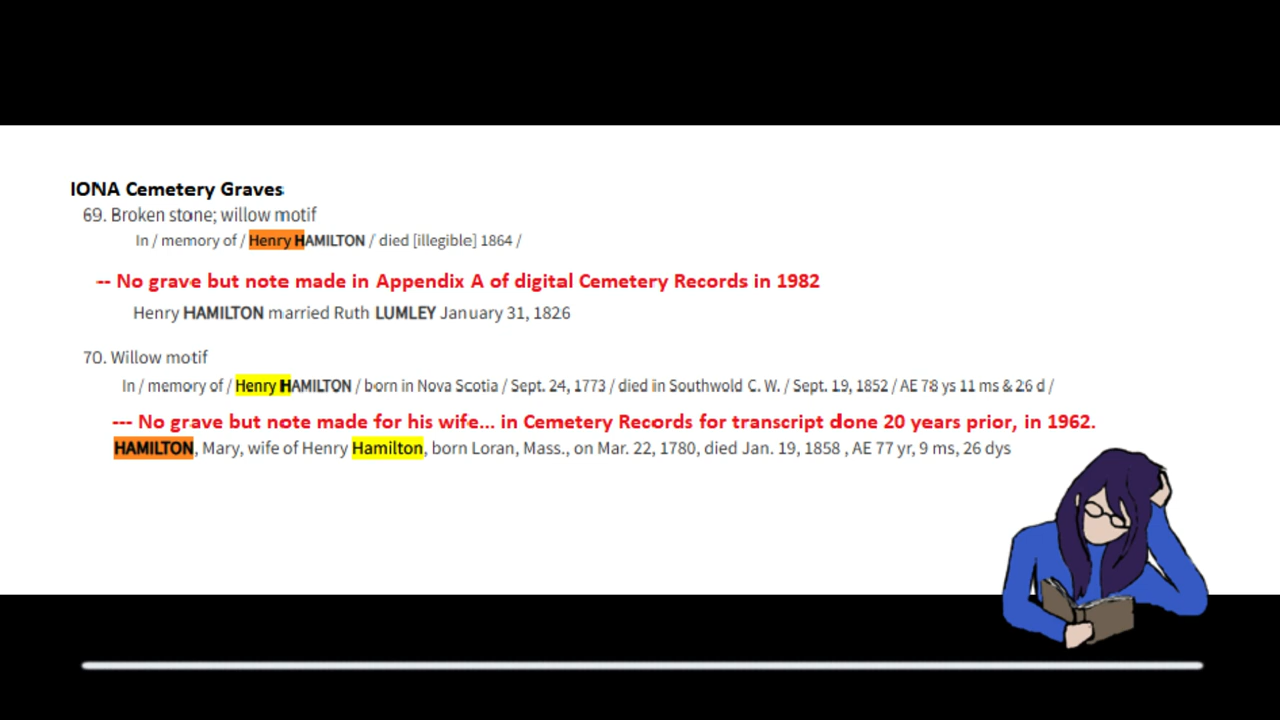 IONA Cemetery Graves
69. Broken stone; willow motif
In / memory of / Henry HAMILTON / died [illegible] 1864 /
-- No grave but note made in Appendix A of digital Cemetery Records in 1982
Henry HAMILTON married Ruth LUMLEY January 31, 1826
70. Willow motif
In / memory of / Henry HAMILTON / born in Nova Scotia / Sept. 24, 1773 / died in Southwold C. W. / Sept. 19, 1852 / AE 78 ys 11 ms & 26 d /
--- No grave but note made for his wife... in Cemetery Records for transcript done 20 years prior, in 1962.
HAMILTON, Mary, wife of Henry Hamilton, born Loran, Mass., on Mar. 22, 1780, died Jan. 19, 1858 , AE 77 yr, 9 ms, 26 dys